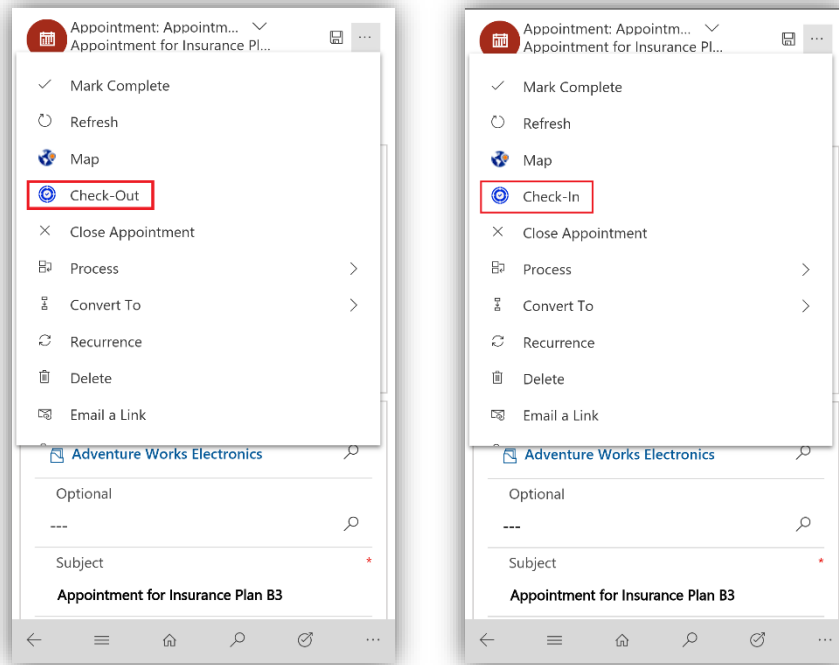 Appointment: Appointm...
Appointment for Insurance Pl...
Mark Complete
Refresh
Map
Check-Out
Close Appointment
Process
Convert To
Recurrence
Delete
Email a Link
Adventure Works Electronics
Optional
---
Subject *
Appointment for Insurance Plan B3
Appointment: Appointm...
Appointment for Insurance Pl...
Mark Complete
Refresh
Map
Check-In
Close Appointment
Process
Convert To
Recurrence
Delete
Email a Link
Adventure Works Electronics
Optional
---
Subject *
Appointment for Insurance Plan B3